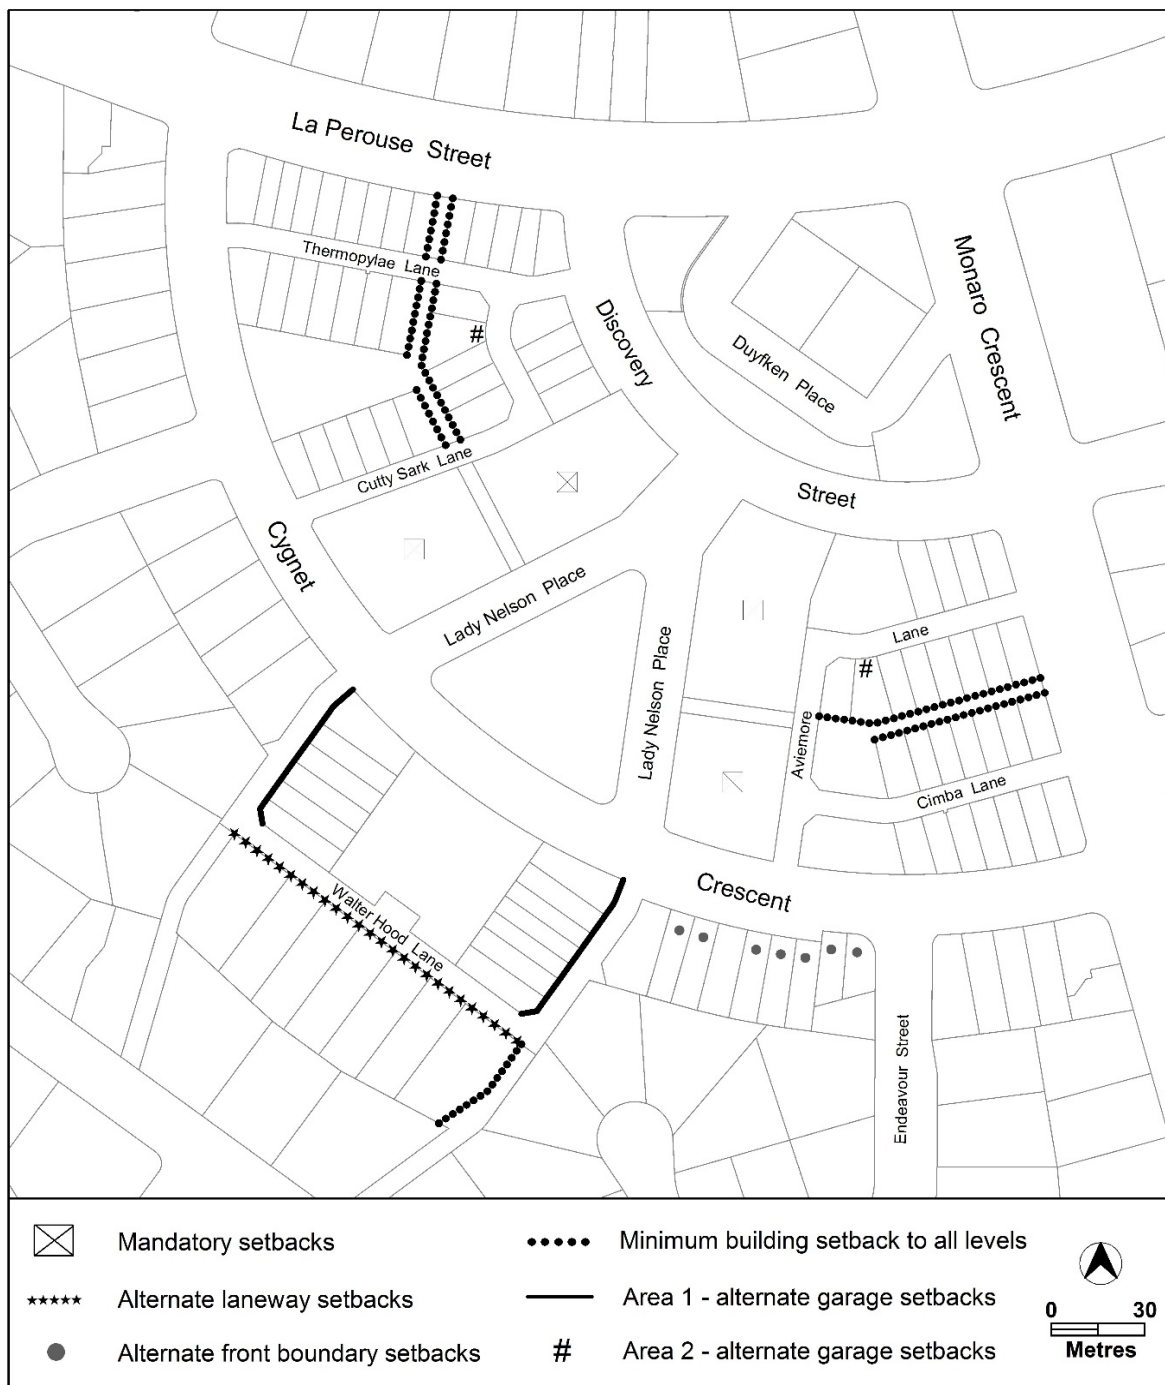 La Perouse Street
Thermopylae Lane
#
Discovery
Monaro Crescent
Duyfken Place
Cutty Sark Lane
Street
Cygnet
Lady Nelson Place
Lady Nelson Place
Lane
#
Aviemore
Cimba Lane
Crescent
Walter Hood Lane
Endeavour Street
Mandatory setbacks
Minimum building setback to all levels
Alternate laneway setbacks
Area 1 - alternate garage setbacks
Alternate front boundary setbacks
# Area 2 - alternate garage setbacks
0 30
Metres